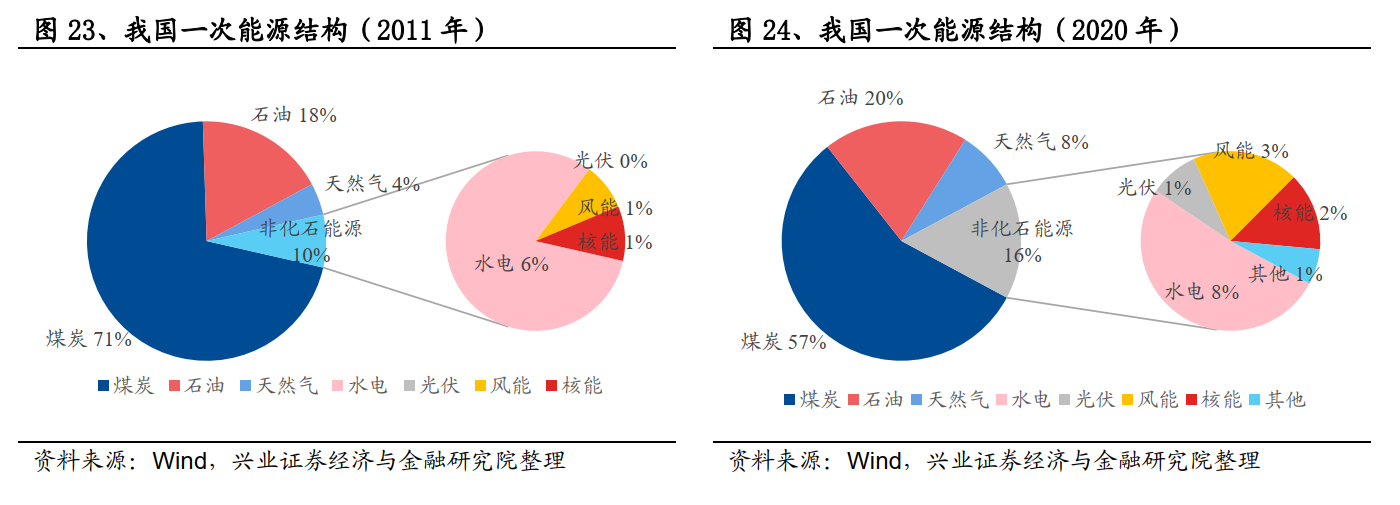 图 23、我国一次能源结构（2011 年）
石油 18%
天然气 4%
非化石能源
10%
煤炭 71%
光伏 0%
风能 1%
核能 1%
水电 6%
煤炭 石油 天然气 水电 光伏 风能 核能
资料来源：Wind，兴业证券经济与金融研究院整理
图 24、我国一次能源结构（2020 年）
石油 20%
天然气 8%
非化石能源
16%
煤炭 57%
风能 3%
光伏 1%
核能 2%
其他 1%
水电 8%
煤炭 石油 天然气 水电 光伏 风能 核能 其他
资料来源：Wind，兴业证券经济与金融研究院整理